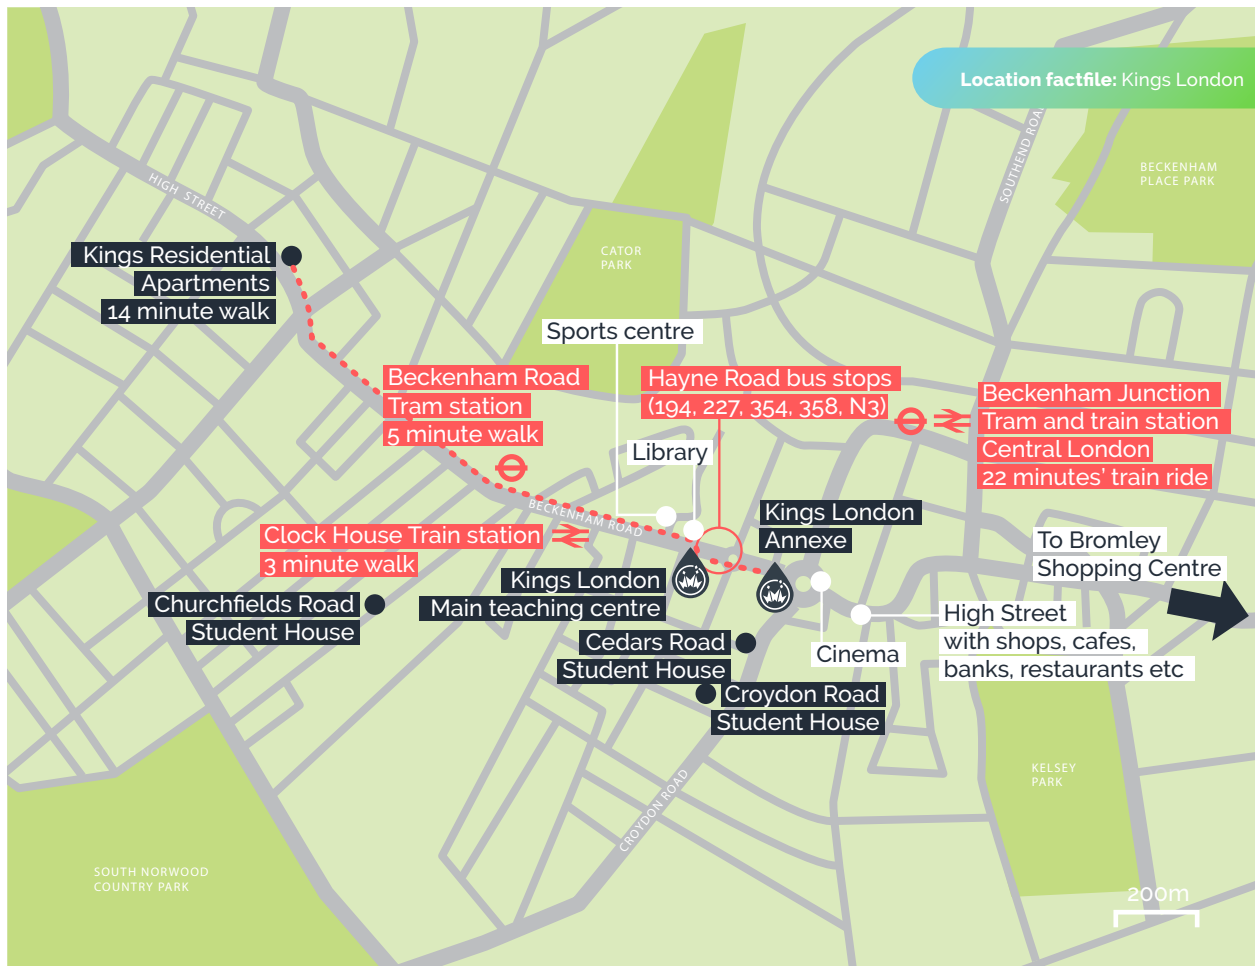 Location factfile: Kings London
SOUTHEND ROAD
BECKENHAM
PLACE PARK
HIGH STREET
Kings Residential
Apartments
14 minute walk
CATOR
PARK
Sports centre
Beckenham Road
Tram station
5 minute walk
Hayne Road bus stops
(194, 227, 354, 358, N3)
Beckenham Junction
Tram and train station
Central London
22 minutes' train ride
Library
BECKENHAM ROAD
Kings London
Annexe
Clock House Train station
3 minute walk
To Bromley
Shopping Centre
Kings London
Main teaching centre
Churchfields Road
Student House
High Street
with shops, cafes,
banks, restaurants etc
Cedars Road
Student House
Cinema
Croydon Road
Student House
CROYDON ROAD
KELSEY
PARK
SOUTH NORWOOD
COUNTRY PARK
200m